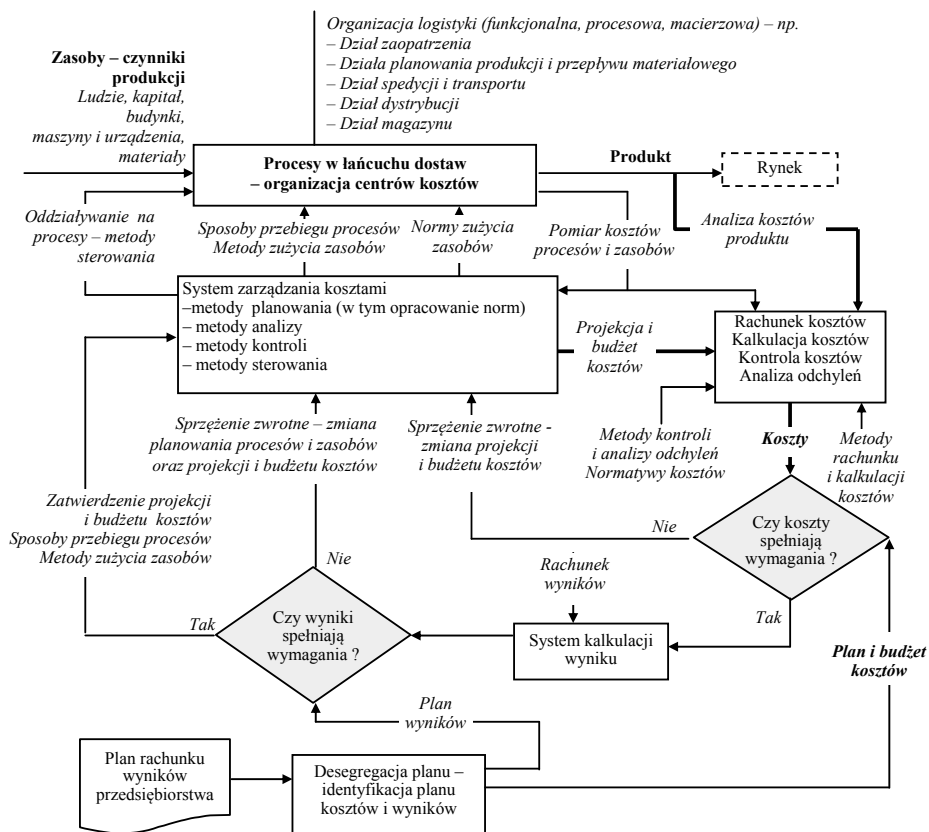 Organizacja logistyki (funkcjonalna, procesowa, macierzowa) – np.
– Dział zaopatrzenia
– Działa planowania produkcji i przepływu materiałowego
– Dział spedycji i transportu
– Dział dystrybucji
– Dział magazynu
Zasoby – czynniki
produkcji
Ludzie, kapitał,
budynki,
maszyny i urządzenia,
materiały
Procesy w łańcuchu dostaw
– organizacja centrów kosztów
Produkt
Rynek
Oddziaływanie na
procesy – metody
sterowania
Sposoby przebiegu procesów
Metody zużycia zasobów
Normy zużycia
zasobów
Pomiar kosztów
procesów i zasobów
Analiza kosztów
produktu
System zarządzania kosztami
–metody planowania (w tym opracowanie norm)
– metody analizy
– metody kontroli
– metody sterowania
Projekcja i
budżet
kosztów
Rachunek kosztów
Kalkulacja kosztów
Kontrola kosztów
Analiza odchyleń
Sprzężenie zwrotne – zmiana
planowania procesów i zasobów
oraz projekcji i budżetu kosztów
Sprzężenie zwrotne -
zmiana projekcji
i budżetu kosztów
Metody kontroli
i analizy odchyleń
Normatywy kosztów
Koszty
Metody
rachunku
i kalkulacji
kosztów
Zatwierdzenie projekcji
i budżetu kosztów
Sposoby przebiegu procesów
Metody zużycia zasobów
Nie
Czy koszty
spełniają
wymagania ?
Nie
Rachunek
wyników
Tak
Czy wyniki
spełniają
wymagania ?
System kalkulacji
wyniku
Tak
Plan i budżet
kosztów
Plan
wyników
Plan rachunku
wyników
przedsiębiorstwa
Desegregacja planu –
identyfikacja planu
kosztów i wyników